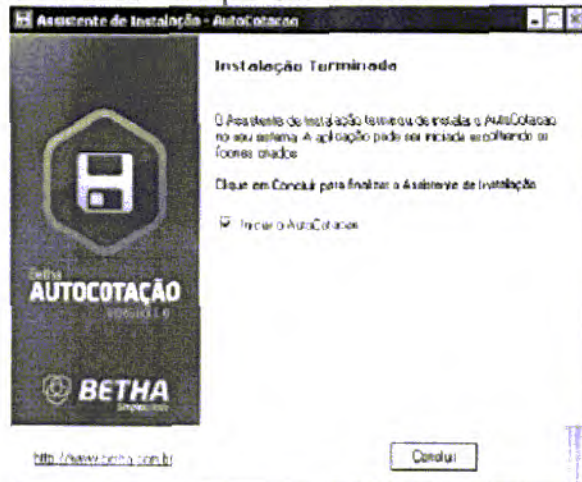 Assistente de Instalação - AutoCotacao
Instalação Terminada
O Assistente de Instalação terminou de instalar o AutoCotacao
no seu sistema. A aplicação pode ser iniciada escolhendo os
ícones criados
Clique em Concluir para finalizar o Assistente de Instalação
Iniciar o AutoCotacao
Betha
AUTOCOTAÇÃO
BETHA
http://www.betha.com.br
Concluir